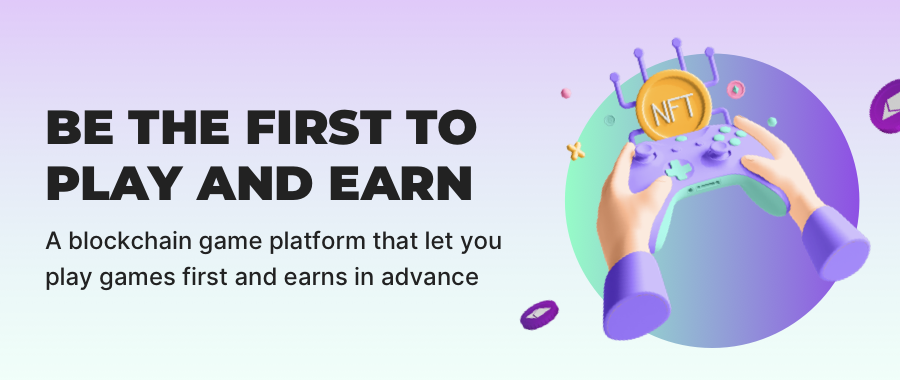 BE THE FIRST TO
PLAY AND EARN
A blockchain game platform that let you
play games first and earns in advance
NFT